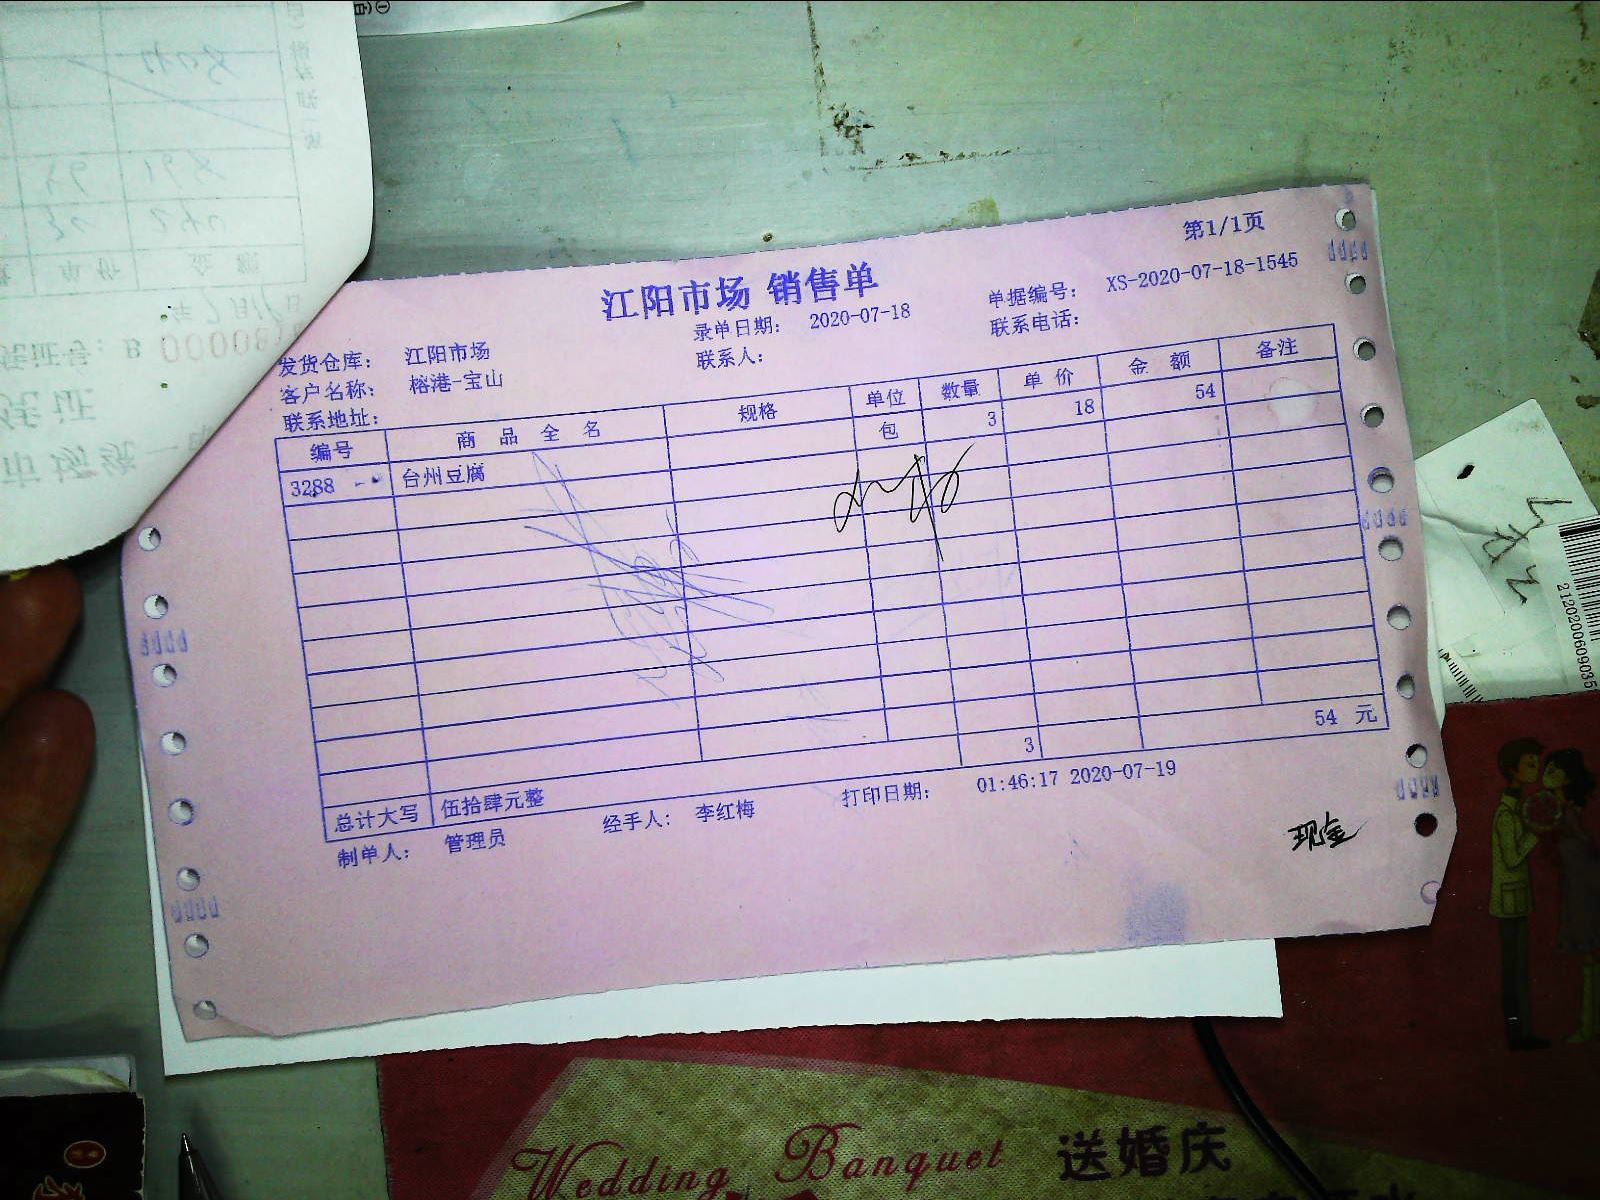 第1/1页
江阳市场 销售单
录单日期： 2020-07-18
单据编号： XS-2020-07-18-1545
发货仓库： 江阳市场
联系人：
联系电话：
客户名称： 榕港-宝山
联系地址：
编号 商 品 全 名 规格 单位 数量 单 价 金 额 备注
3288 台州豆腐 包 3 18 54
3 54 元
总计大写 伍拾肆元整
制单人： 管理员 经手人： 李红梅 打印日期： 01:46:17 2020-07-19
现金
2120200609035
Wedding Banquet 送婚庆